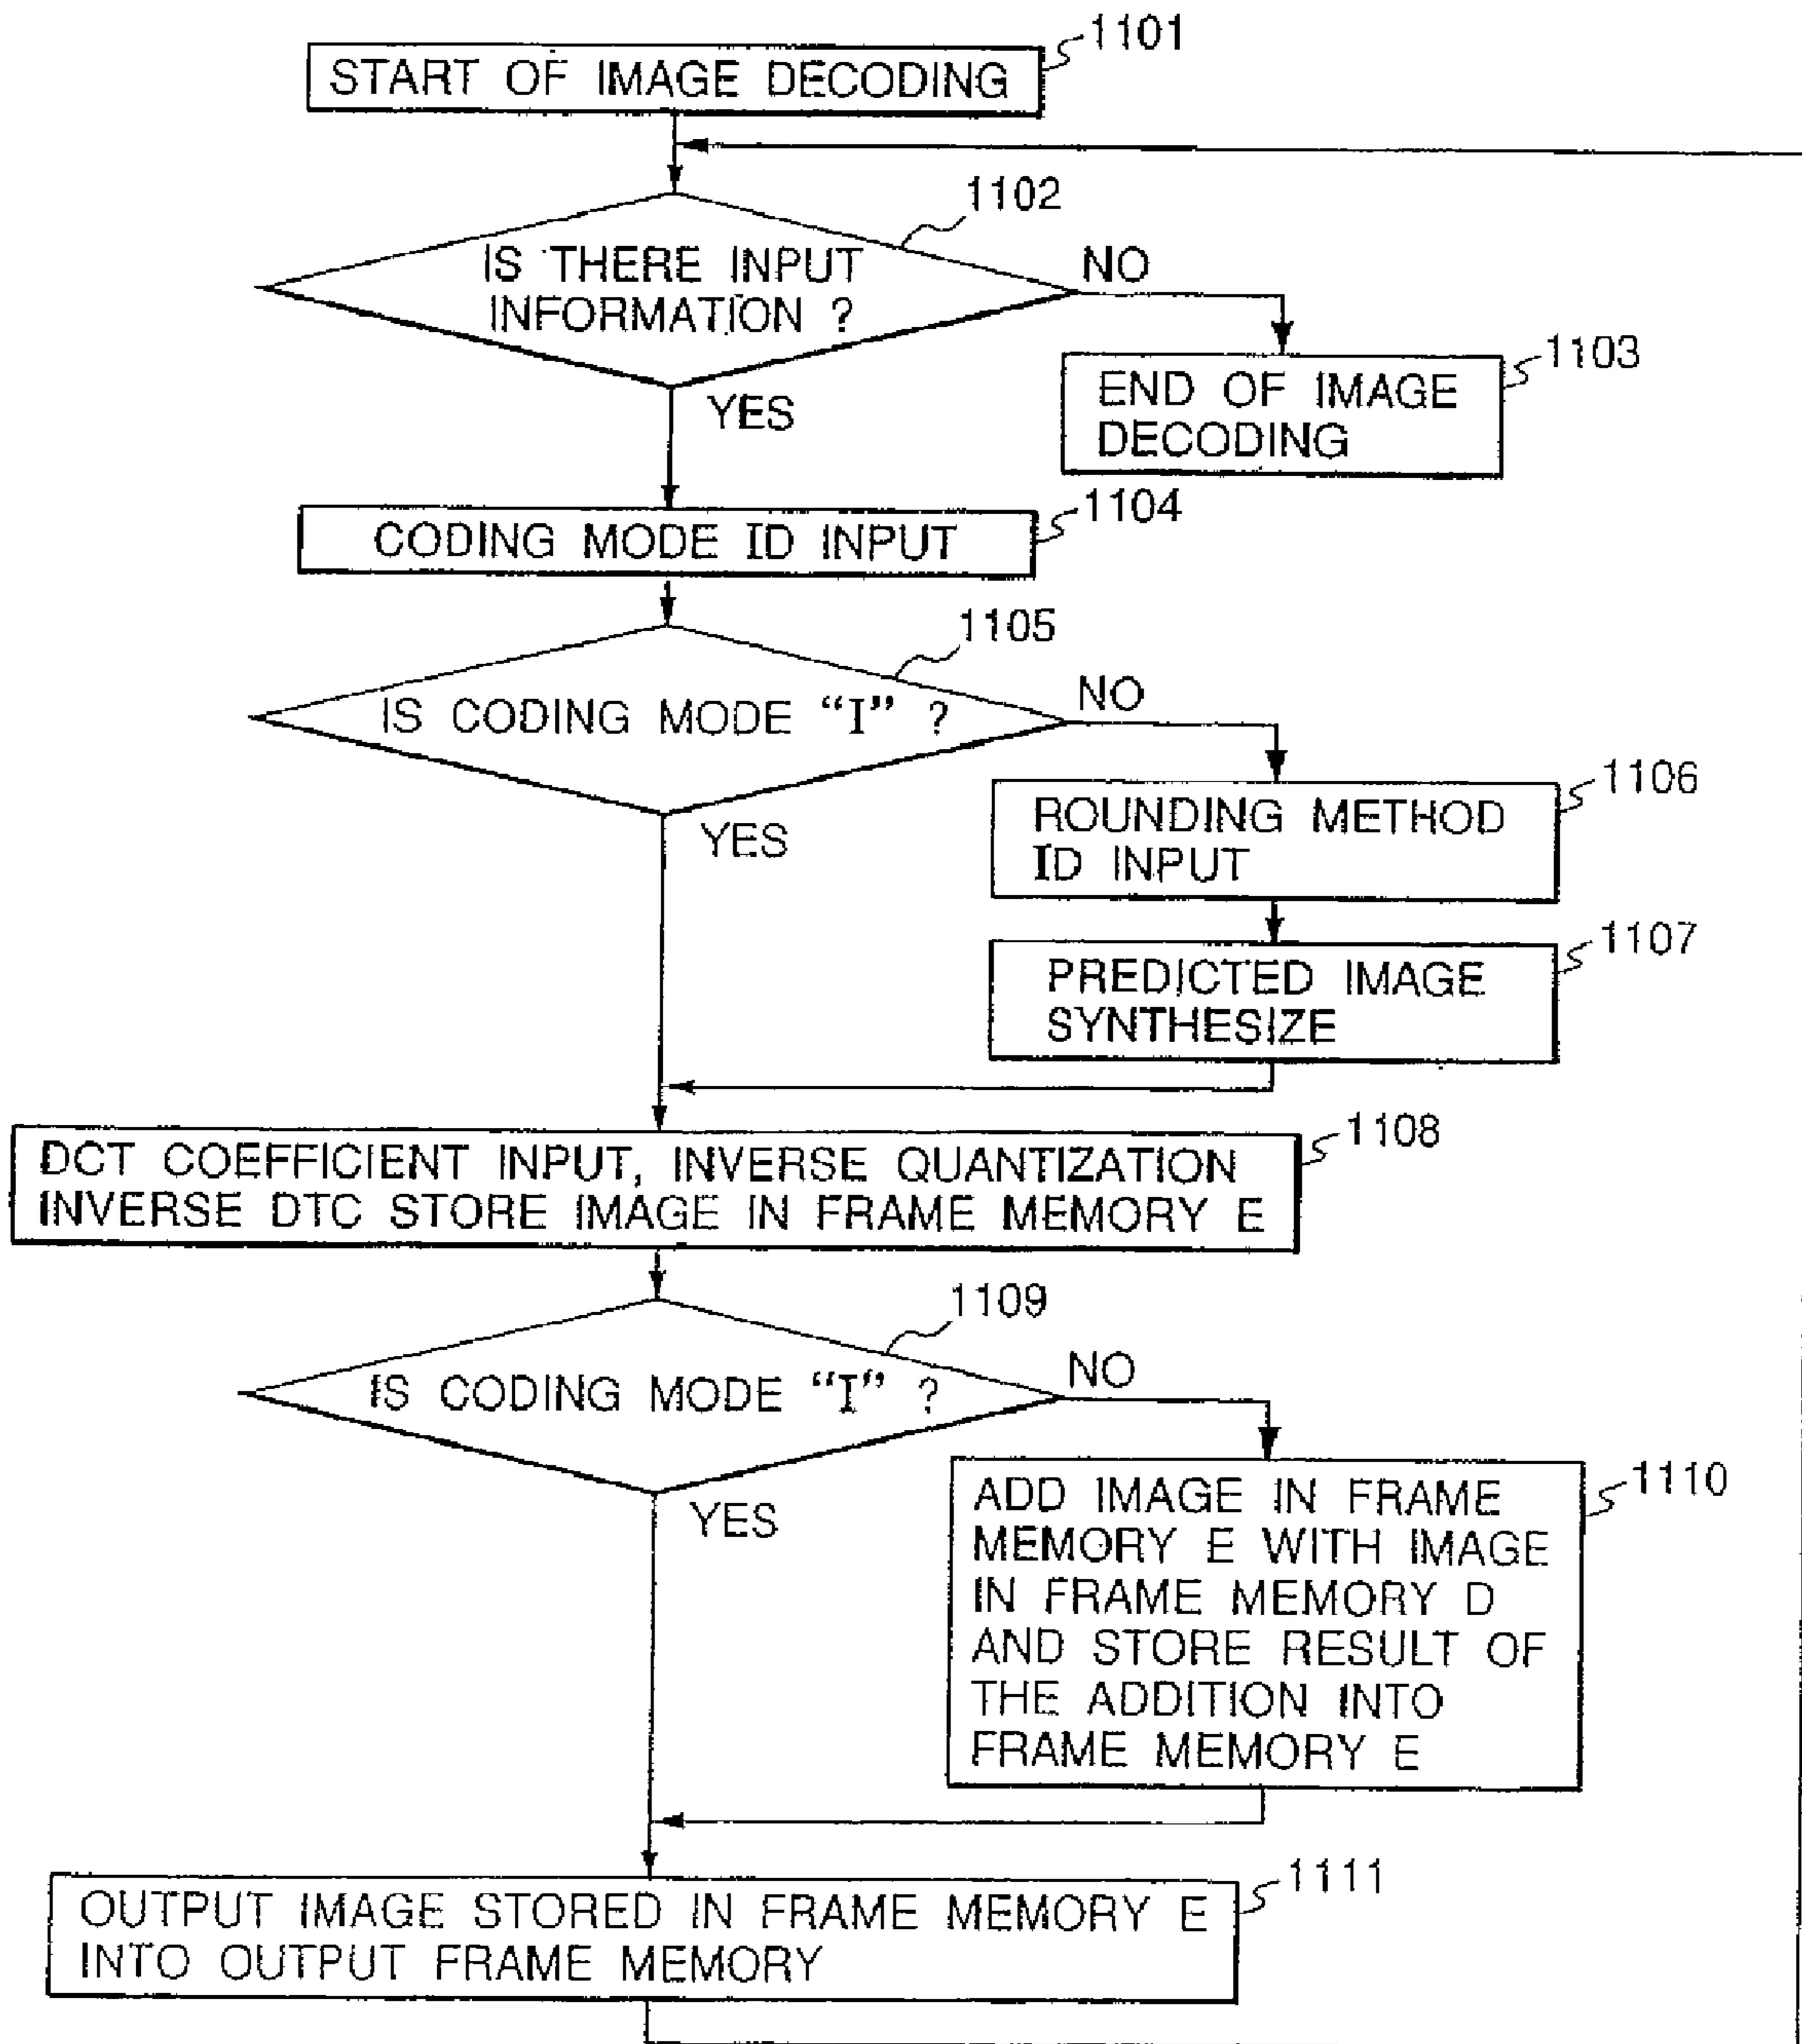 1101
START OF IMAGE DECODING
1102
IS THERE INPUT
INFORMATION ?
NO
YES
1103
END OF IMAGE
DECODING
1104
CODING MODE ID INPUT
1105
IS CODING MODE “I” ?
NO
YES
1106
ROUNDING METHOD
ID INPUT
1107
PREDICTED IMAGE
SYNTHESIZE
1108
DCT COEFFICIENT INPUT, INVERSE QUANTIZATION
INVERSE DTC STORE IMAGE IN FRAME MEMORY E
1109
IS CODING MODE “I” ?
NO
YES
1110
ADD IMAGE IN FRAME
MEMORY E WITH IMAGE
IN FRAME MEMORY D
AND STORE RESULT OF
THE ADDITION INTO
FRAME MEMORY E
1111
OUTPUT IMAGE STORED IN FRAME MEMORY E
INTO OUTPUT FRAME MEMORY